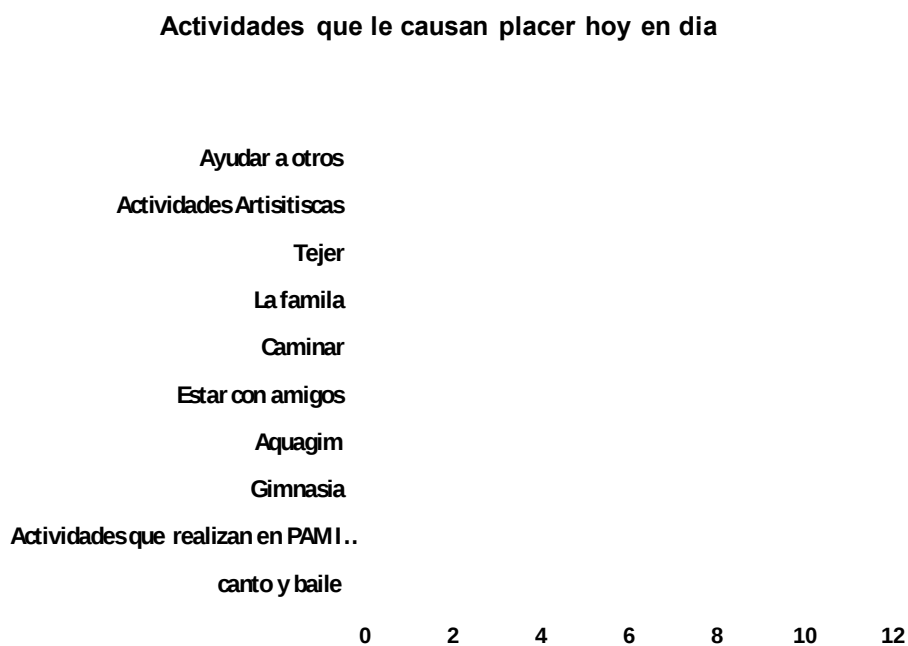 Actividades que le causan placer hoy en dia
Ayudar a otros
Actividades Artisitiscas
Tejer
La famila
Caminar
Estar con amigos
Aquagim
Gimnasia
Actividades que realizan en PAMI..
canto y baile
0 2 4 6 8 10 12